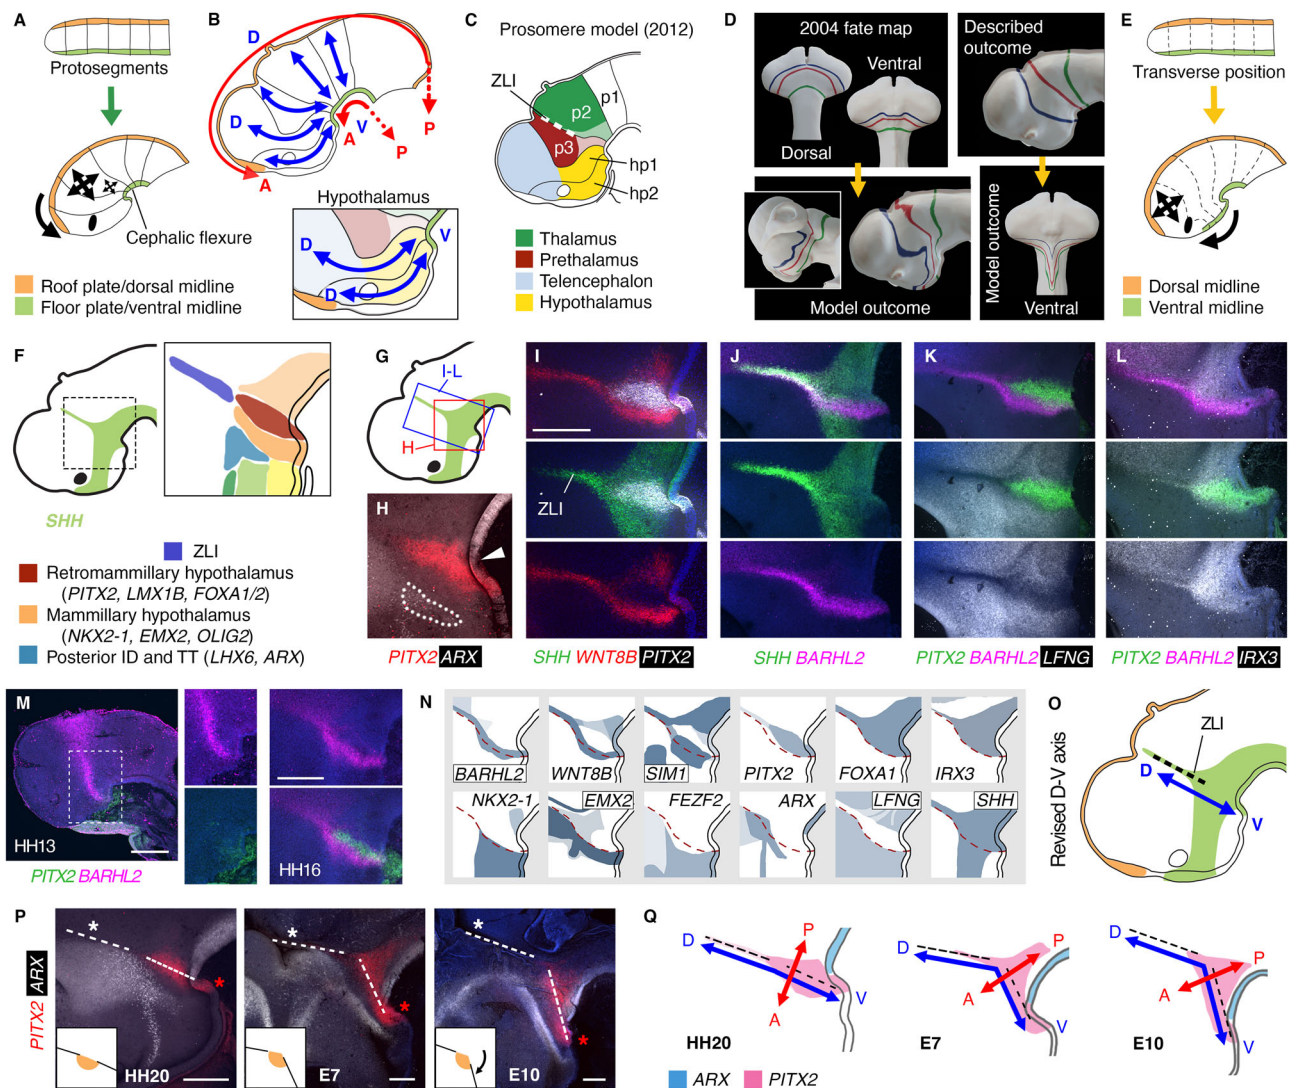 A
Protosegments
Cephalic flexure
Roof plate/dorsal midline
Floor plate/ventral midline
B
D
D
D
V
A
P
P
A
Hypothalamus
D
D
V
C
Prosomere model (2012)
ZLI
p1
p2
p3
hp1
hp2
Thalamus
Prethalamus
Telencephalon
Hypothalamus
D
2004 fate map
Ventral
Dorsal
Model outcome
Described
outcome
Model outcome
Ventral
E
Transverse position
Dorsal midline
Ventral midline
F
SHH
ZLI
Retromammillary hypothalamus
(PITX2, LMX1B, FOXA1/2)
Mammillary hypothalamus
(NKX2-1, EMX2, OLIG2)
Posterior ID and TT (LHX6, ARX)
G
I-L
H
H
PITX2 ARX
I
ZLI
SHH WNT8B PITX2
J
SHH BARHL2
K
PITX2 BARHL2 LFNG
L
PITX2 BARHL2 IRX3
M
HH13
HH16
PITX2 BARHL2
N
BARHL2
WNT8B
SIM1
PITX2
FOXA1
IRX3
NKX2-1
EMX2
FEZF2
ARX
LFNG
SHH
O
Revised D-V axis
ZLI
D
V
P
PITX2 ARX
*
*
HH20
*
*
E7
*
*
E10
Q
D
P
A
V
HH20
D
P
A
V
E7
D
P
A
V
E10
ARX
PITX2